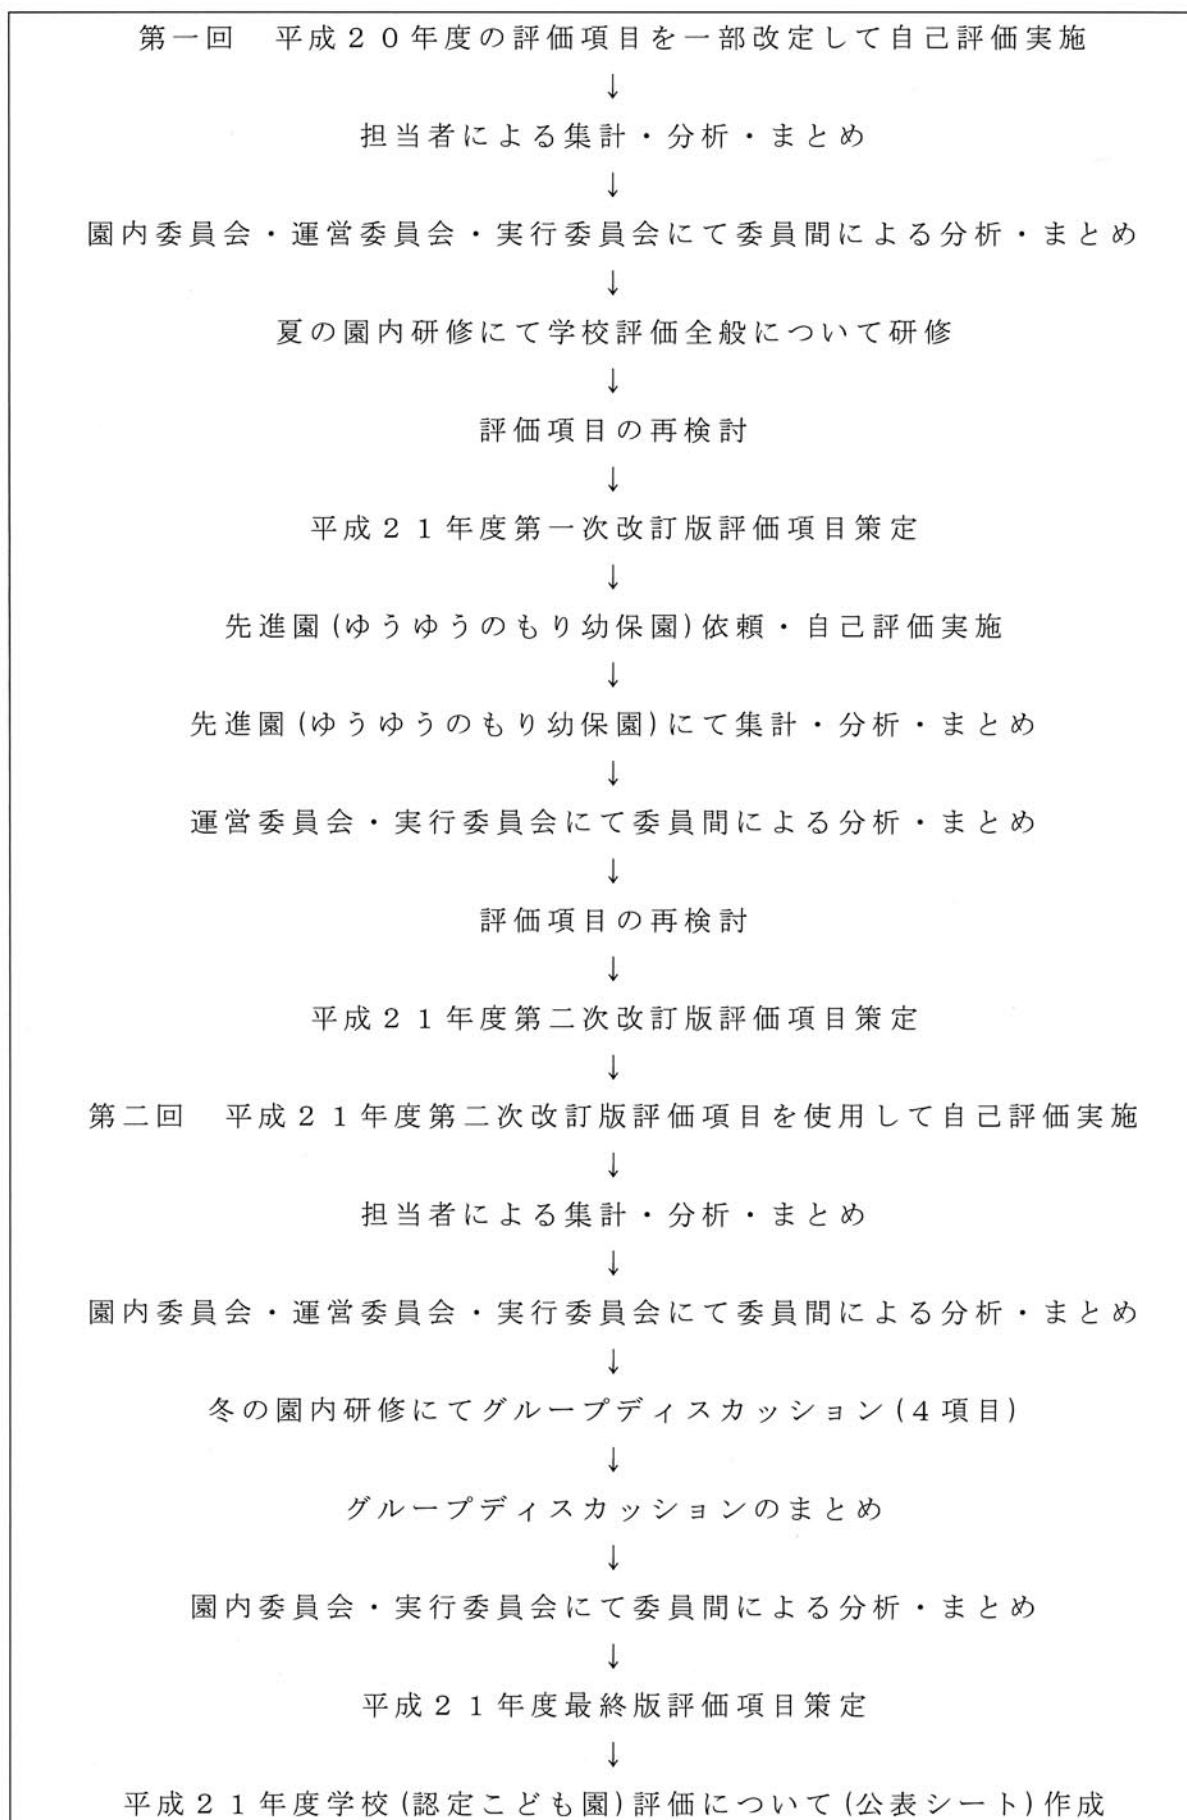 第一回　平成２０年度の評価項目を一部改定して自己評価実施
↓
担当者による集計・分析・まとめ
↓
園内委員会・運営委員会・実行委員会にて委員間による分析・まとめ
↓
夏の園内研修にて学校評価全般について研修
↓
評価項目の再検討
↓
平成２１年度第一次改訂版評価項目策定
↓
先進園(ゆうゆうのもり幼保園)依頼・自己評価実施
↓
先進園(ゆうゆうのもり幼保園)にて集計・分析・まとめ
↓
運営委員会・実行委員会にて委員間による分析・まとめ
↓
評価項目の再検討
↓
平成２１年度第二次改訂版評価項目策定
↓
第二回　平成２１年度第二次改訂版評価項目を使用して自己評価実施
↓
担当者による集計・分析・まとめ
↓
園内委員会・運営委員会・実行委員会にて委員間による分析・まとめ
↓
冬の園内研修にてグループディスカッション(４項目)
↓
グループディスカッションのまとめ
↓
園内委員会・実行委員会にて委員間による分析・まとめ
↓
平成２１年度最終版評価項目策定
↓
平成２１年度学校(認定こども園)評価について(公表シート)作成